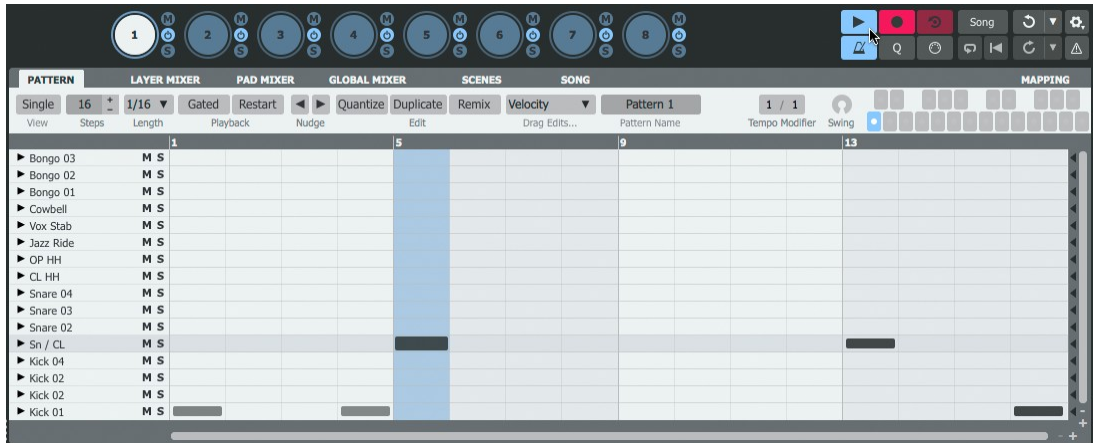 M M M M M M M M
1 2 3 4 5 6 7 8
S S S S S S S S
Song
Q
PATTERN LAYER MIXER PAD MIXER GLOBAL MIXER SCENES SONG MAPPING
Single 16 + - 1/16 ▼ Gated Restart ◀ ▶ Quantize Duplicate Remix Velocity ▼ Pattern 1 1 / 1
View Steps Length Playback Nudge Edit Drag Edits... Pattern Name Tempo Modifier Swing
1 5 9 13
Bongo 03 M S
Bongo 02 M S
Bongo 01 M S
Cowbell M S
Vox Stab M S
Jazz Ride M S
OP HH M S
CL HH M S
Snare 04 M S
Snare 03 M S
Snare 02 M S
Sn / CL M S
Kick 04 M S
Kick 02 M S
Kick 02 M S
Kick 01 M S